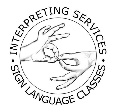 INTERPRETING SERVICES
SIGN LANGUAGE CLASSES